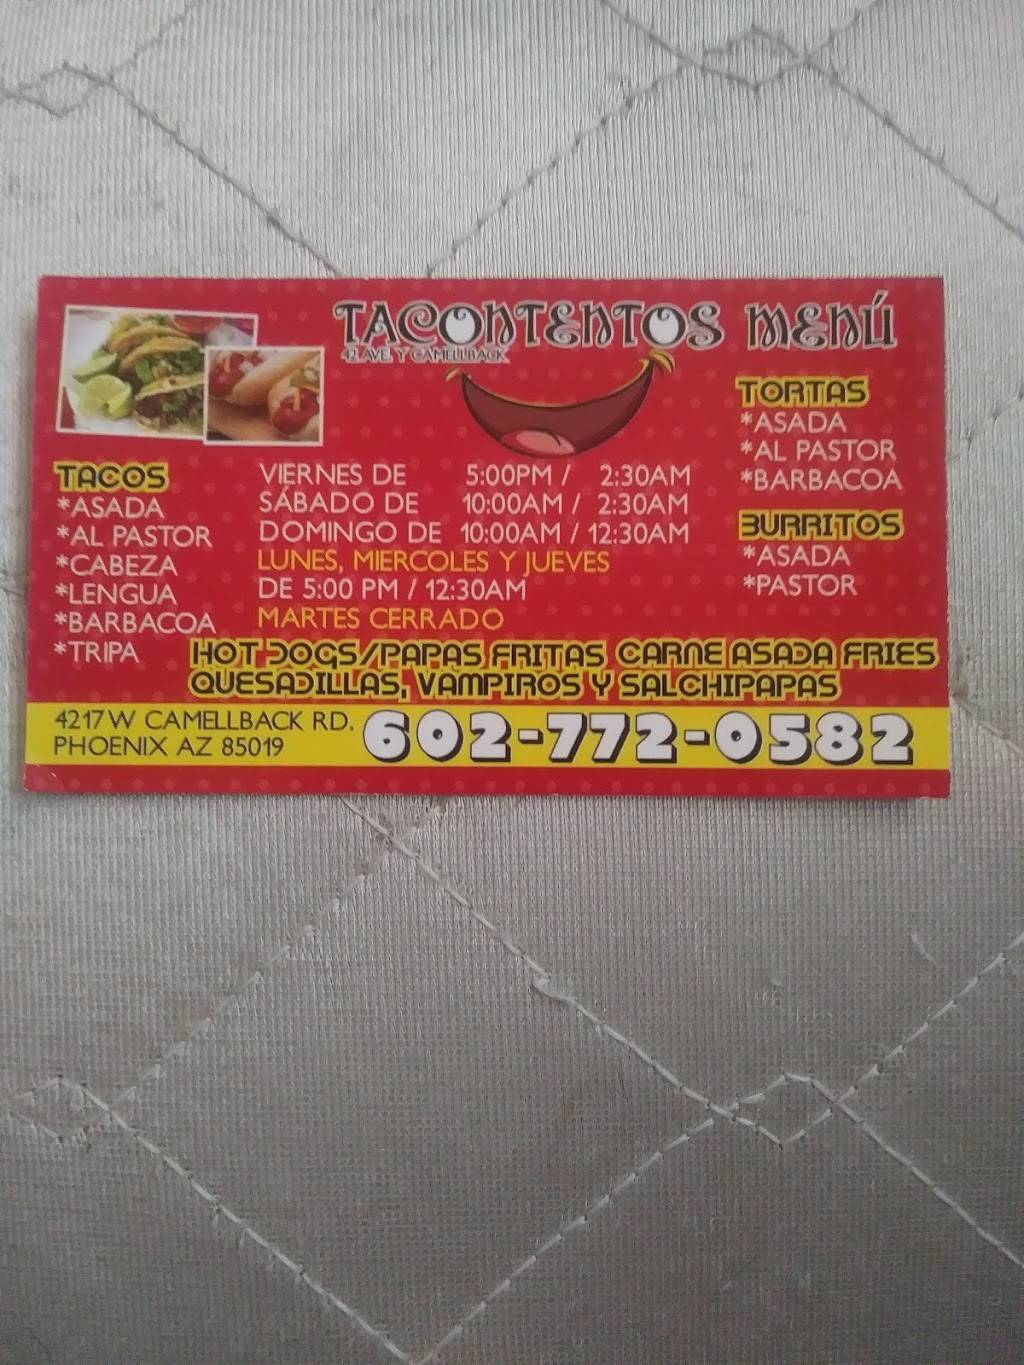 TACONTENTOS MENÚ
42 AVE. Y CAMELLBACK
TACOS
*ASADA
*AL PASTOR
*CABEZA
*LENGUA
*BARBACOA
*TRIPA
VIERNES DE 5:00PM / 2:30AM
SÁBADO DE 10:00AM / 2:30AM
DOMINGO DE 10:00AM / 12:30AM
LUNES, MIERCOLES Y JUEVES
DE 5:00 PM / 12:30AM
MARTES CERRADO
TORTAS
*ASADA
*AL PASTOR
*BARBACOA
BURRITOS
*ASADA
*PASTOR
HOT DOGS/PAPAS FRITAS CARNE ASADA FRIES
QUESADILLAS, VAMPIROS Y SALCHIPAPAS
4217 W CAMELLBACK RD.
PHOENIX AZ 85019
602-772-0582